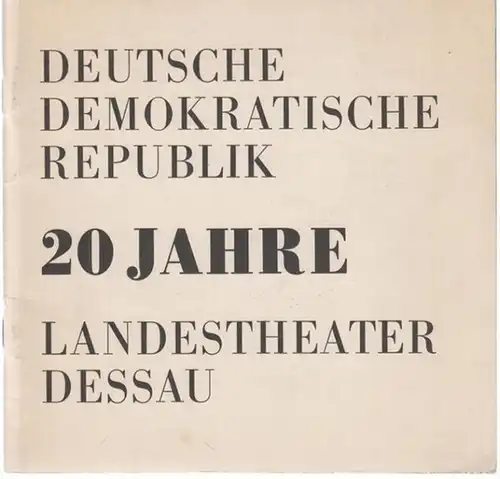 DEUTSCHE
DEMOKRATISCHE
REPUBLIK
20 JAHRE
LANDESTHEATER
DESSAU